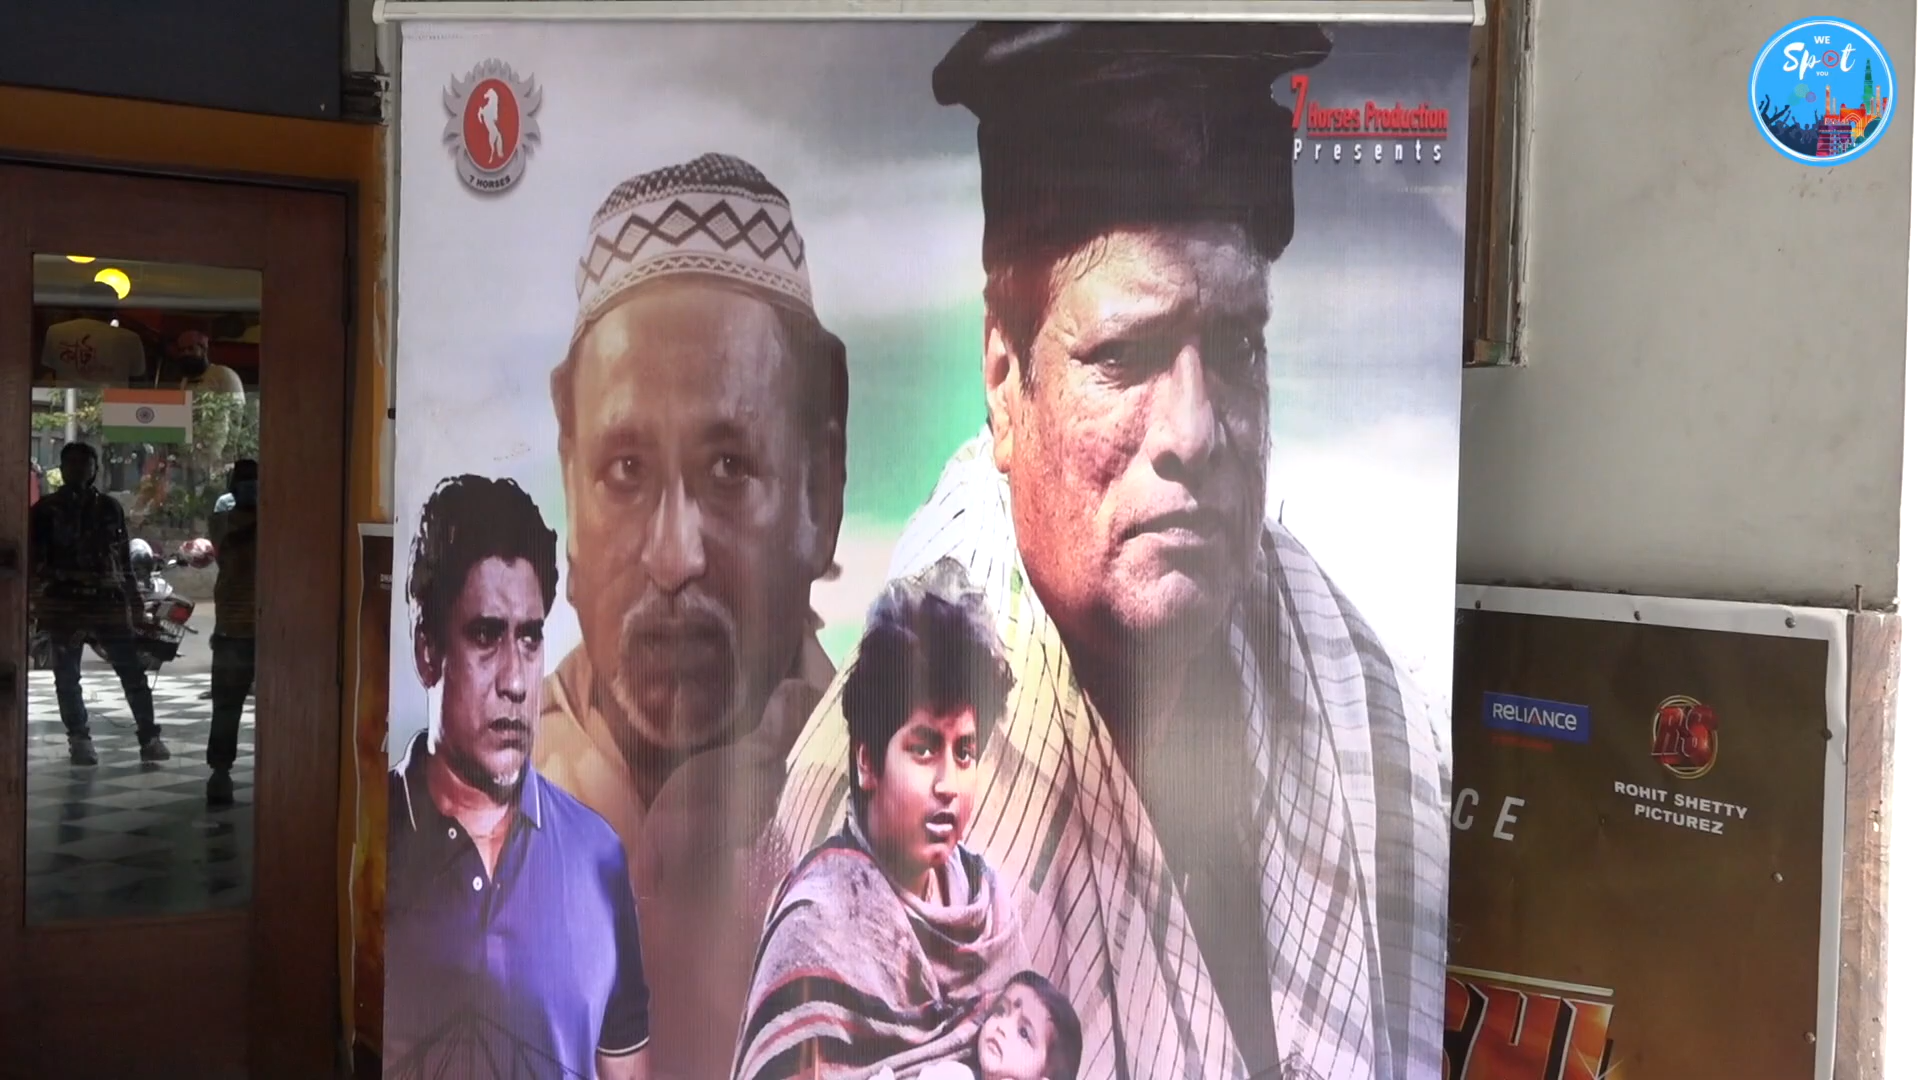 WE
Spot
YOU
7 HORSES
7 Horses Production
Presents
RELIANCE
RS
ROHIT SHETTY
PICTUREZ
CE